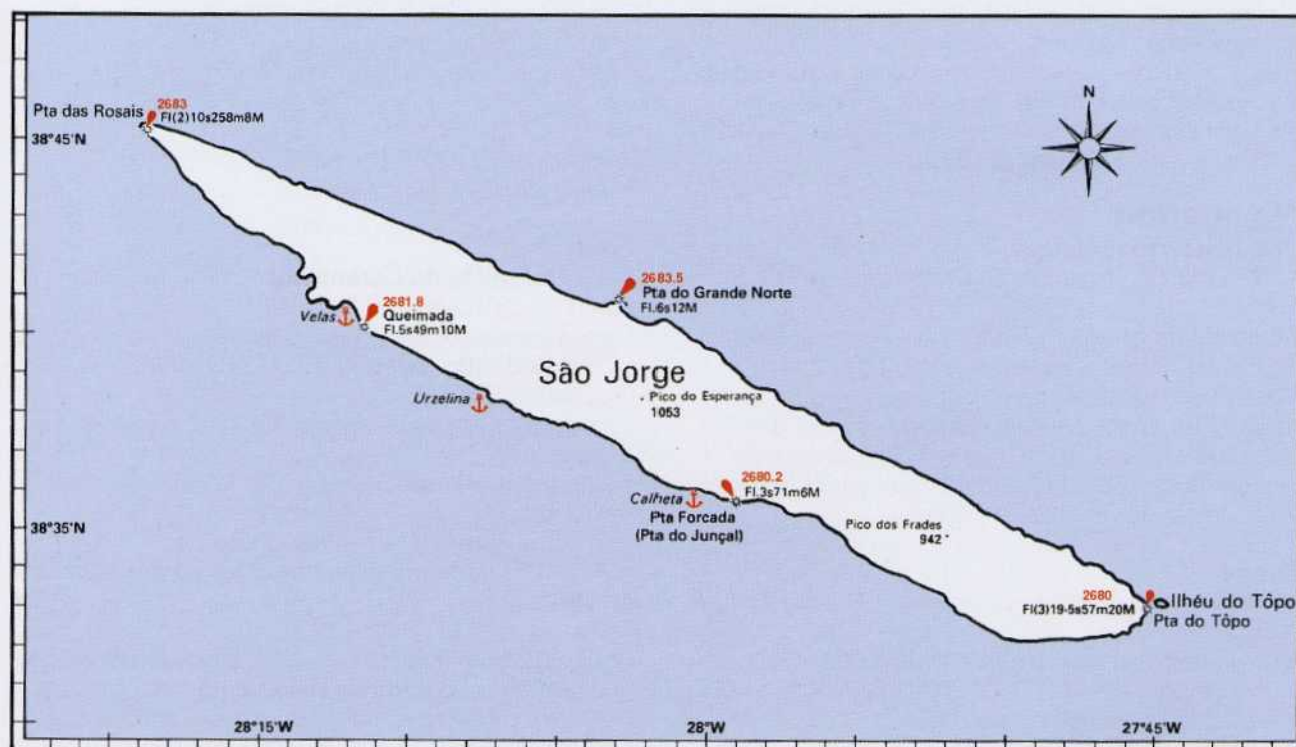 N
Pta das Rosais
2683
Fl(2)10s258m8M
38°45'N
2683.5
Pta do Grande Norte
Fl.6s12M
2681.8
Queimada
Fl.5s49m10M
Velas
São Jorge
Urzelina
Pico do Esperança
1053
2680.2
Fl.3s71m6M
Calheta
Pta Forcada
(Pta do Junçal)
38°35'N
Pico dos Frades
942
2680
Fl(3)19·5s57m20M
Ilhéu do Tôpo
Pta do Tôpo
28°15'W
28°W
27°45'W